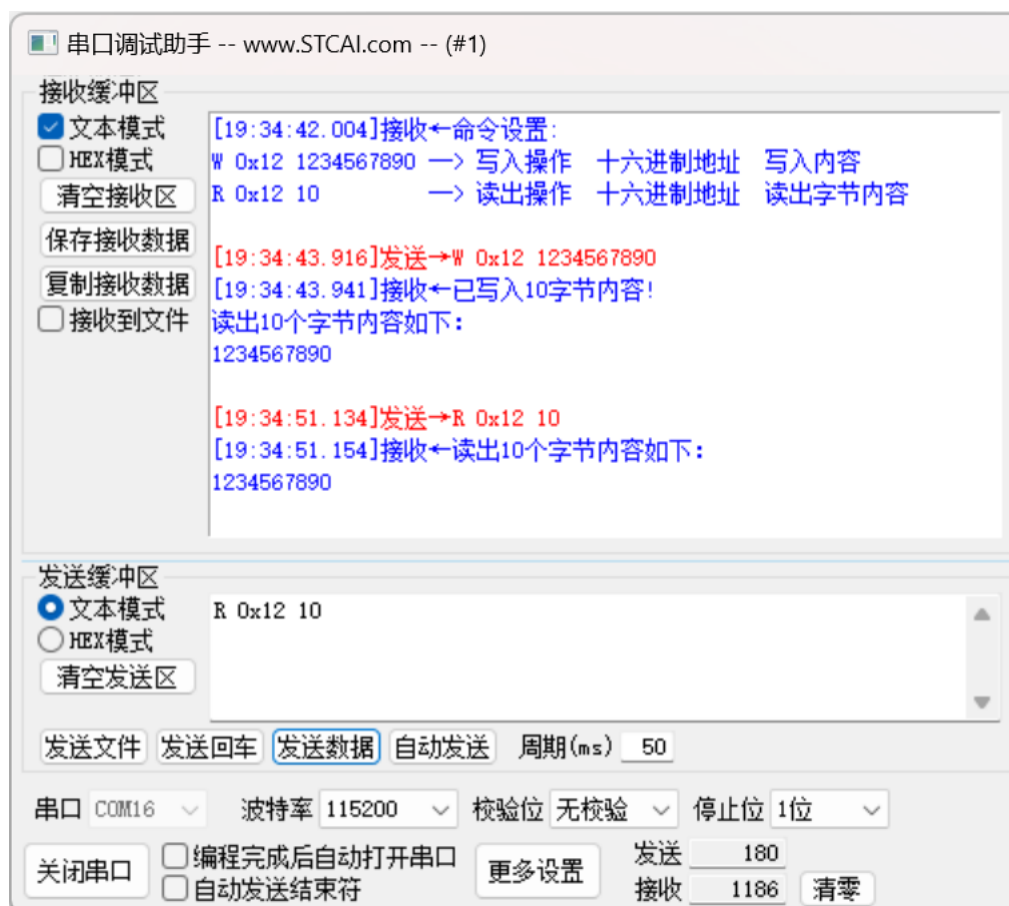 串口调试助手 -- www.STCAI.com -- (#1)
接收缓冲区
文本模式
HEX模式
清空接收区
保存接收数据
复制接收数据
接收到文件
[19:34:42.004]接收←命令设置:
W 0x12 1234567890 —> 写入操作 十六进制地址 写入内容
R 0x12 10 —> 读出操作 十六进制地址 读出字节内容
[19:34:43.916]发送→W 0x12 1234567890
[19:34:43.941]接收←已写入10字节内容!
读出10个字节内容如下:
1234567890
[19:34:51.134]发送→R 0x12 10
[19:34:51.154]接收←读出10个字节内容如下:
1234567890
发送缓冲区
文本模式
HEX模式
清空发送区
R 0x12 10
发送文件 发送回车 发送数据 自动发送 周期(ms) 50
串口 COM16 波特率 115200 校验位 无校验 停止位 1位
关闭串口
编程完成后自动打开串口
自动发送结束符
更多设置
发送 180
接收 1186 清零